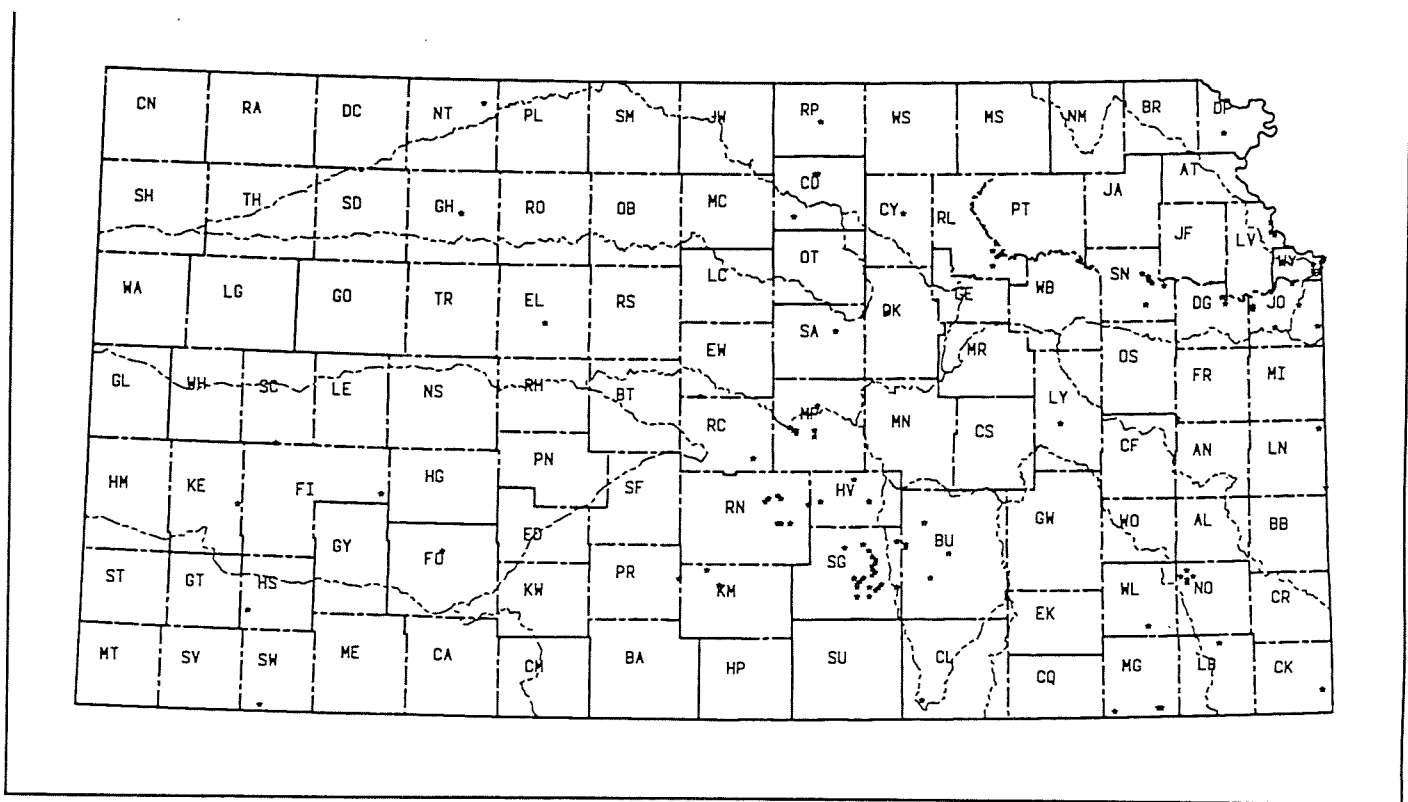 CN RA DC NT PL SM JW RP WS MS NM BR DP
SH TH SD GH RO OB MC CD CY RL PT JA AT
JF LV
WA LG GO TR EL RS LC OT DK GE WB SN WY
DG JO
GL WH SC LE NS RH BT EW SA MR LY OS FR MI
RC MP MN CS CF AN LN
HM KE FI HG PN SF RN HV BU GW WO AL BB
ST GT HS GY FO ED PR KM SG WL NO CR
KW EK
MT SV SW ME CA CM BA HP SU CL CQ MG LB CK